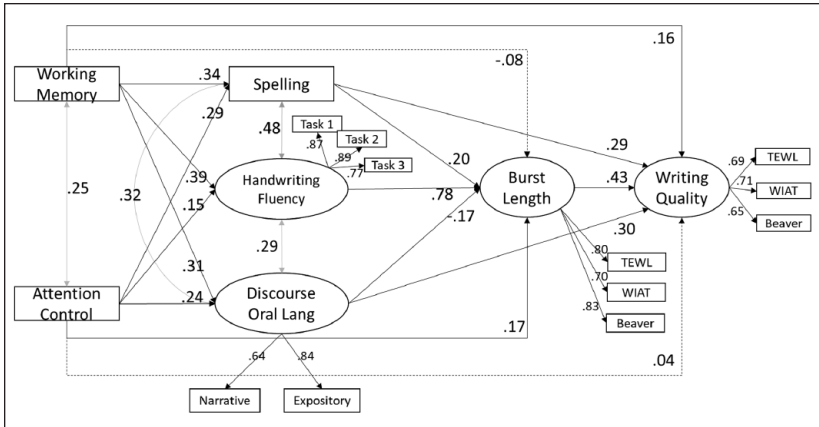 .16
-.08
Working
Memory
.34
Spelling
.29
.48
Task 1
.87
Task 2
.89
Task 3
.77
.29
.20
.25
.32
.39
.15
Handwriting
Fluency
.78
Burst
Length
.43
Writing
Quality
.69
TEWL
.71
WIAT
.65
Beaver
-.17
.30
.29
.31
.24
Attention
Control
Discourse
Oral Lang
.80
TEWL
.70
WIAT
.83
Beaver
.17
.04
.64
.84
Narrative
Expository